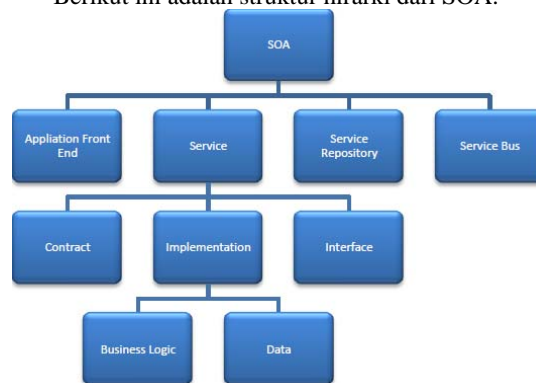 Berikut ini adalah struktur hirarki dari SOA:
SOA
Appliation Front
End
Service
Service
Repository
Service Bus
Contract
Implementation
Interface
Business Logic
Data